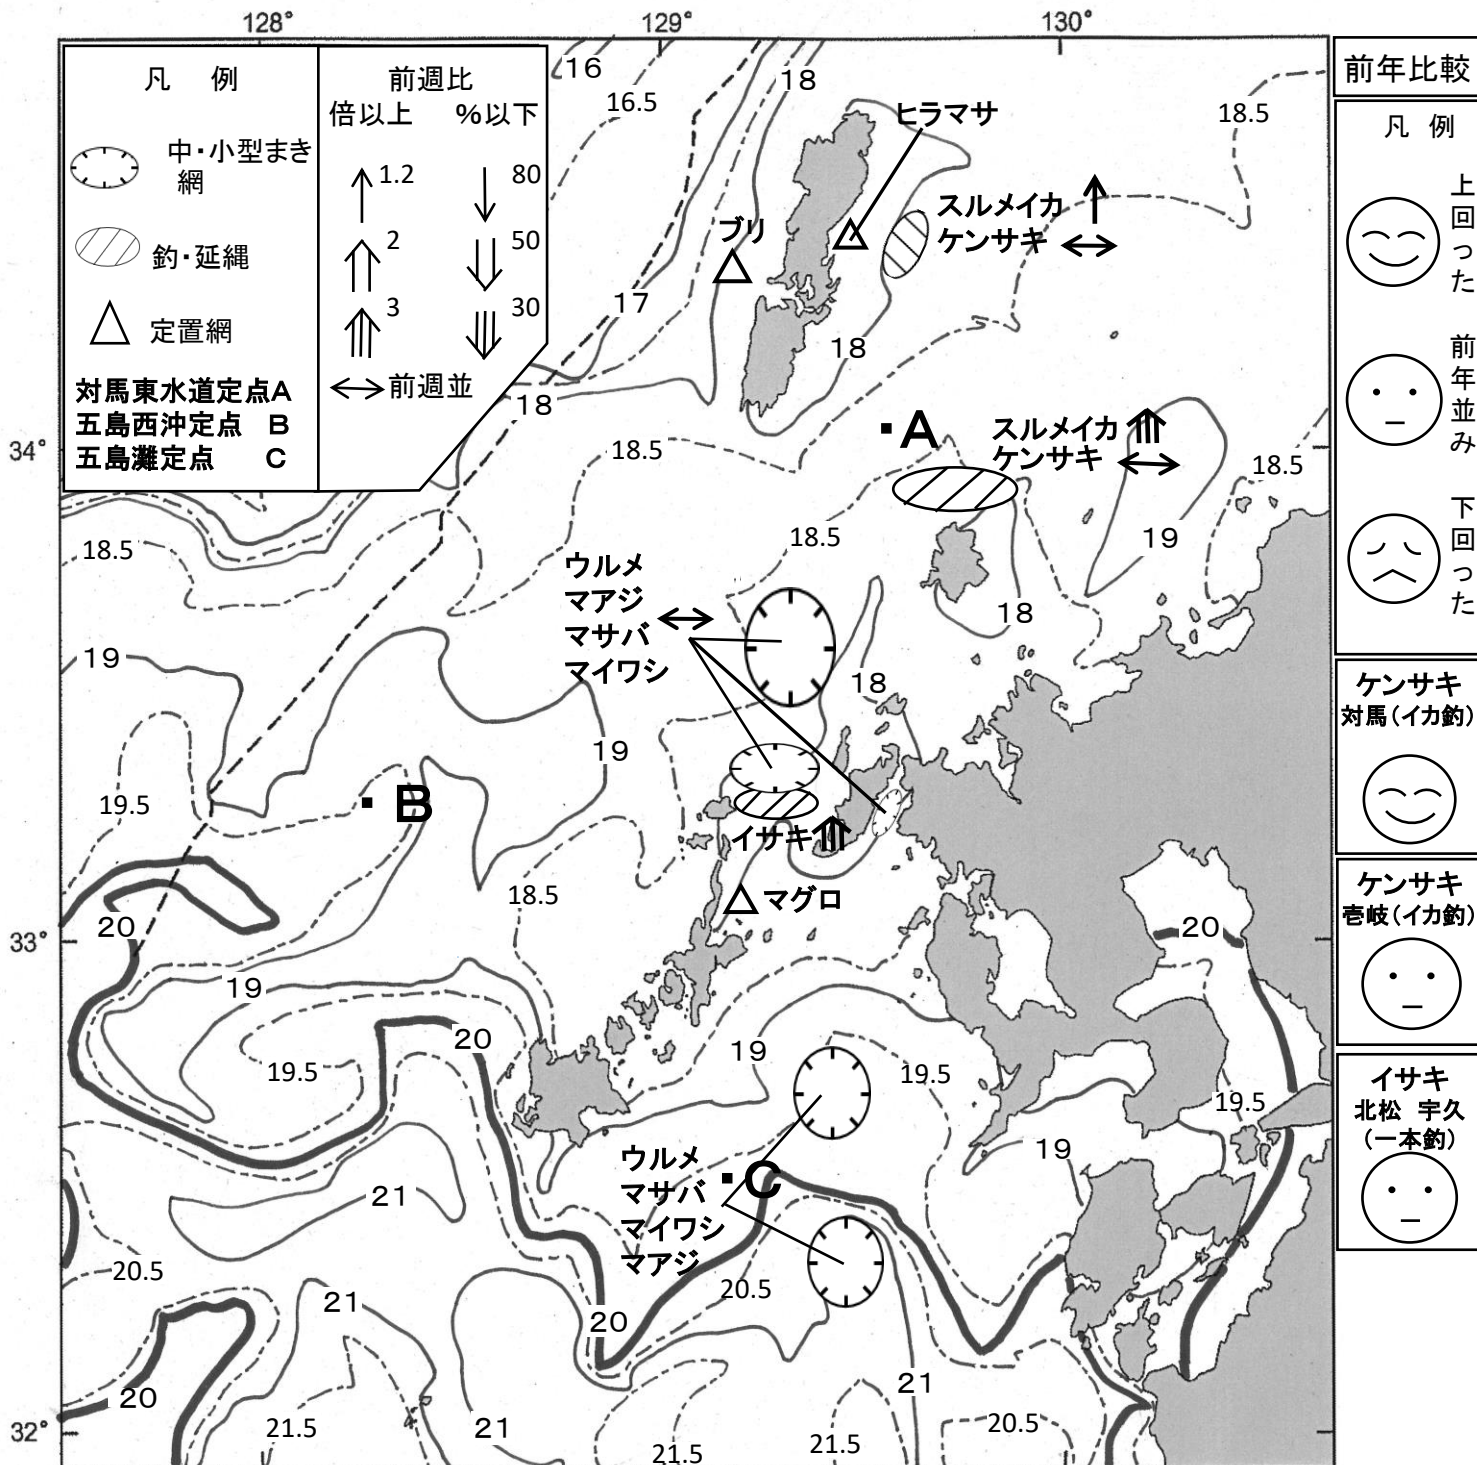 128°
129°
130°
凡 例
中・小型まき
網
釣・延縄
定置網
対馬東水道定点A
五島西沖定点 B
五島灘定点 C
前週比
倍以上 %以下
1.2 80
2 50
3 30
前週並
前年比較
凡 例
上回った
前年並み
下回った
ケンサキ
対馬(イカ釣)
ケンサキ
壱岐(イカ釣)
イサキ
北松 宇久
(一本釣)
16
16.5
18
18.5
ヒラマサ
スルメイカ
ケンサキ
ブリ
17
18
18
34°
A
スルメイカ
ケンサキ
18.5
18.5
18.5
18.5
19
ウルメ
マアジ
マサバ
マイワシ
18
19
18
19
19.5
B
イサキ
18.5
マグロ
20
33°
20
19
20
19
19.5
19.5
19.5
19
ウルメ
マサバ
マイワシ
マアジ
C
21
20.5
20.5
21
20
20
21
21
32°
21.5
21.5
21.5
20.5